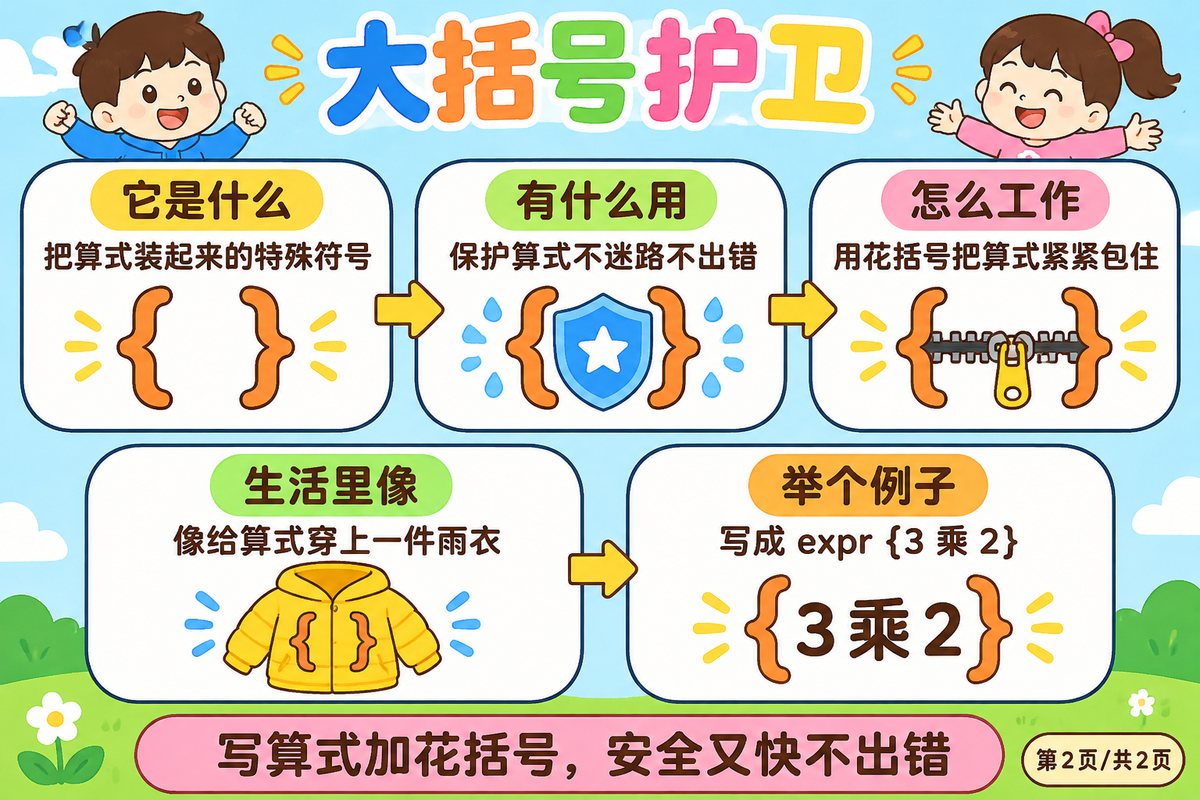 大括号护卫
它是什么
把算式装起来的特殊符号
{ }
有什么用
保护算式不迷路不出错
{ }
怎么工作
用花括号把算式紧紧包住
{ }
生活里像
像给算式穿上一件雨衣
{ }
举个例子
写成 expr {3 乘 2}
{3 乘 2}
写算式加花括号，安全又快不出错
第2页/共2页